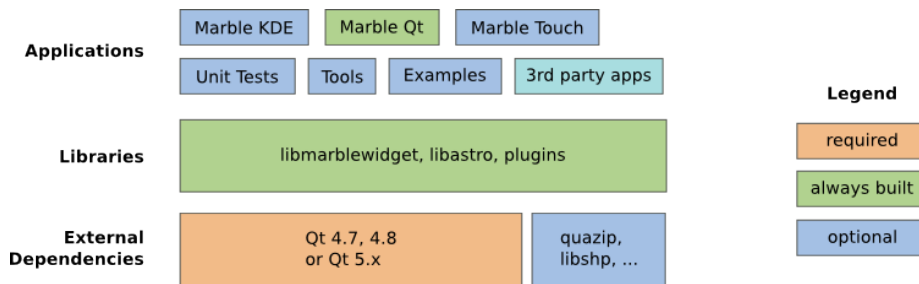 Applications
Marble KDE
Marble Qt
Marble Touch
Unit Tests
Tools
Examples
3rd party apps
Libraries
libmarblewidget, libastro, plugins
External
Dependencies
Qt 4.7, 4.8
or Qt 5.x
quazip,
libshp, ...
Legend
required
always built
optional